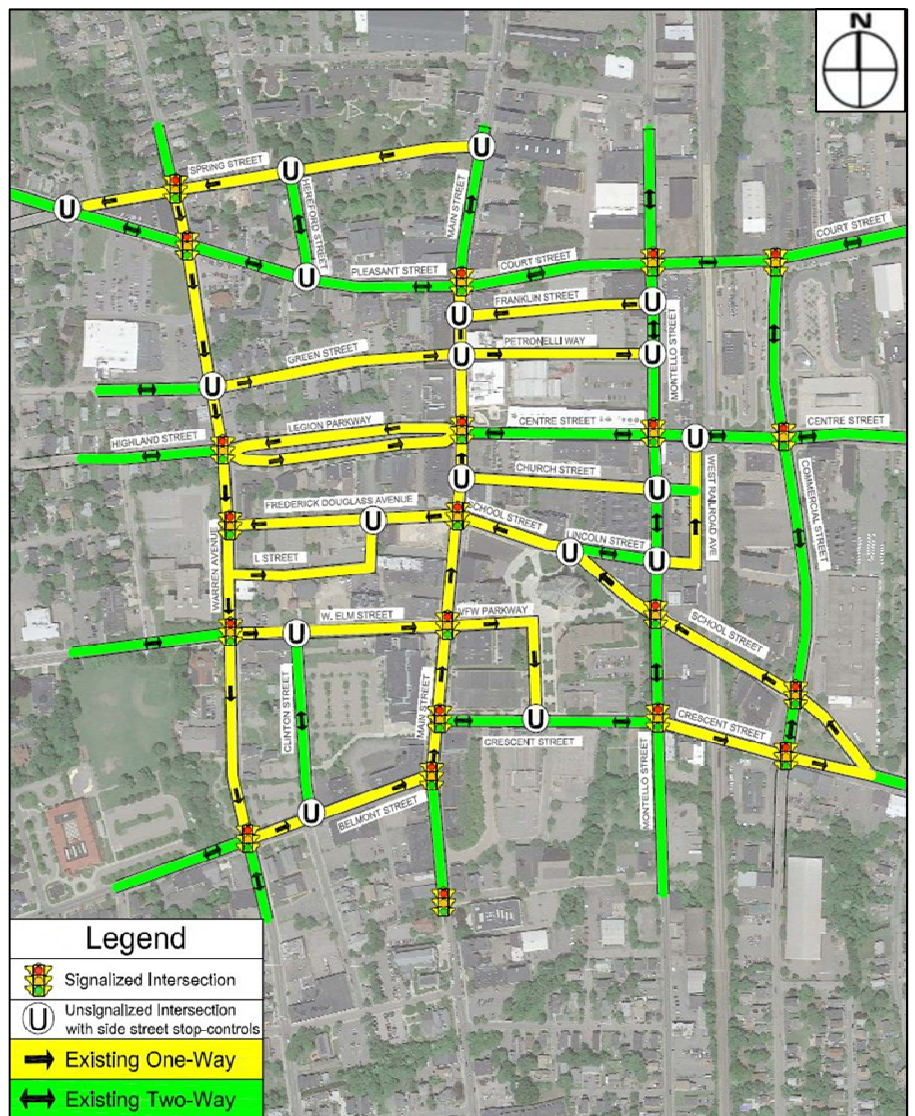 N
SPRING STREET
U
U
U
HEREFORD STREET
MAIN STREET
COURT STREET
U
PLEASANT STREET
COURT STREET
FRANKLIN STREET
U
U
MONTELLO STREET
GREEN STREET
PETRONELLI WAY
U
U
U
LEGION PARKWAY
CENTRE STREET
CENTRE STREET
HIGHLAND STREET
U
CHURCH STREET
U
U
WEST RAILROAD AVE
COMMERCIAL STREET
FREDERICK DOUGLASS AVENUE
SCHOOL STREET
U
WARREN AVENUE
LINCOLN STREET
L STREET
U
U
W. ELM STREET
VFW PARKWAY
SCHOOL STREET
U
CLINTON STREET
MAIN STREET
CRESCENT STREET
U
CRESCENT STREET
MONTELLO STREET
BELMONT STREET
U
Legend
Signalized Intersection
U
Unsignalized Intersection
with side street stop-controls
Existing One-Way
Existing Two-Way